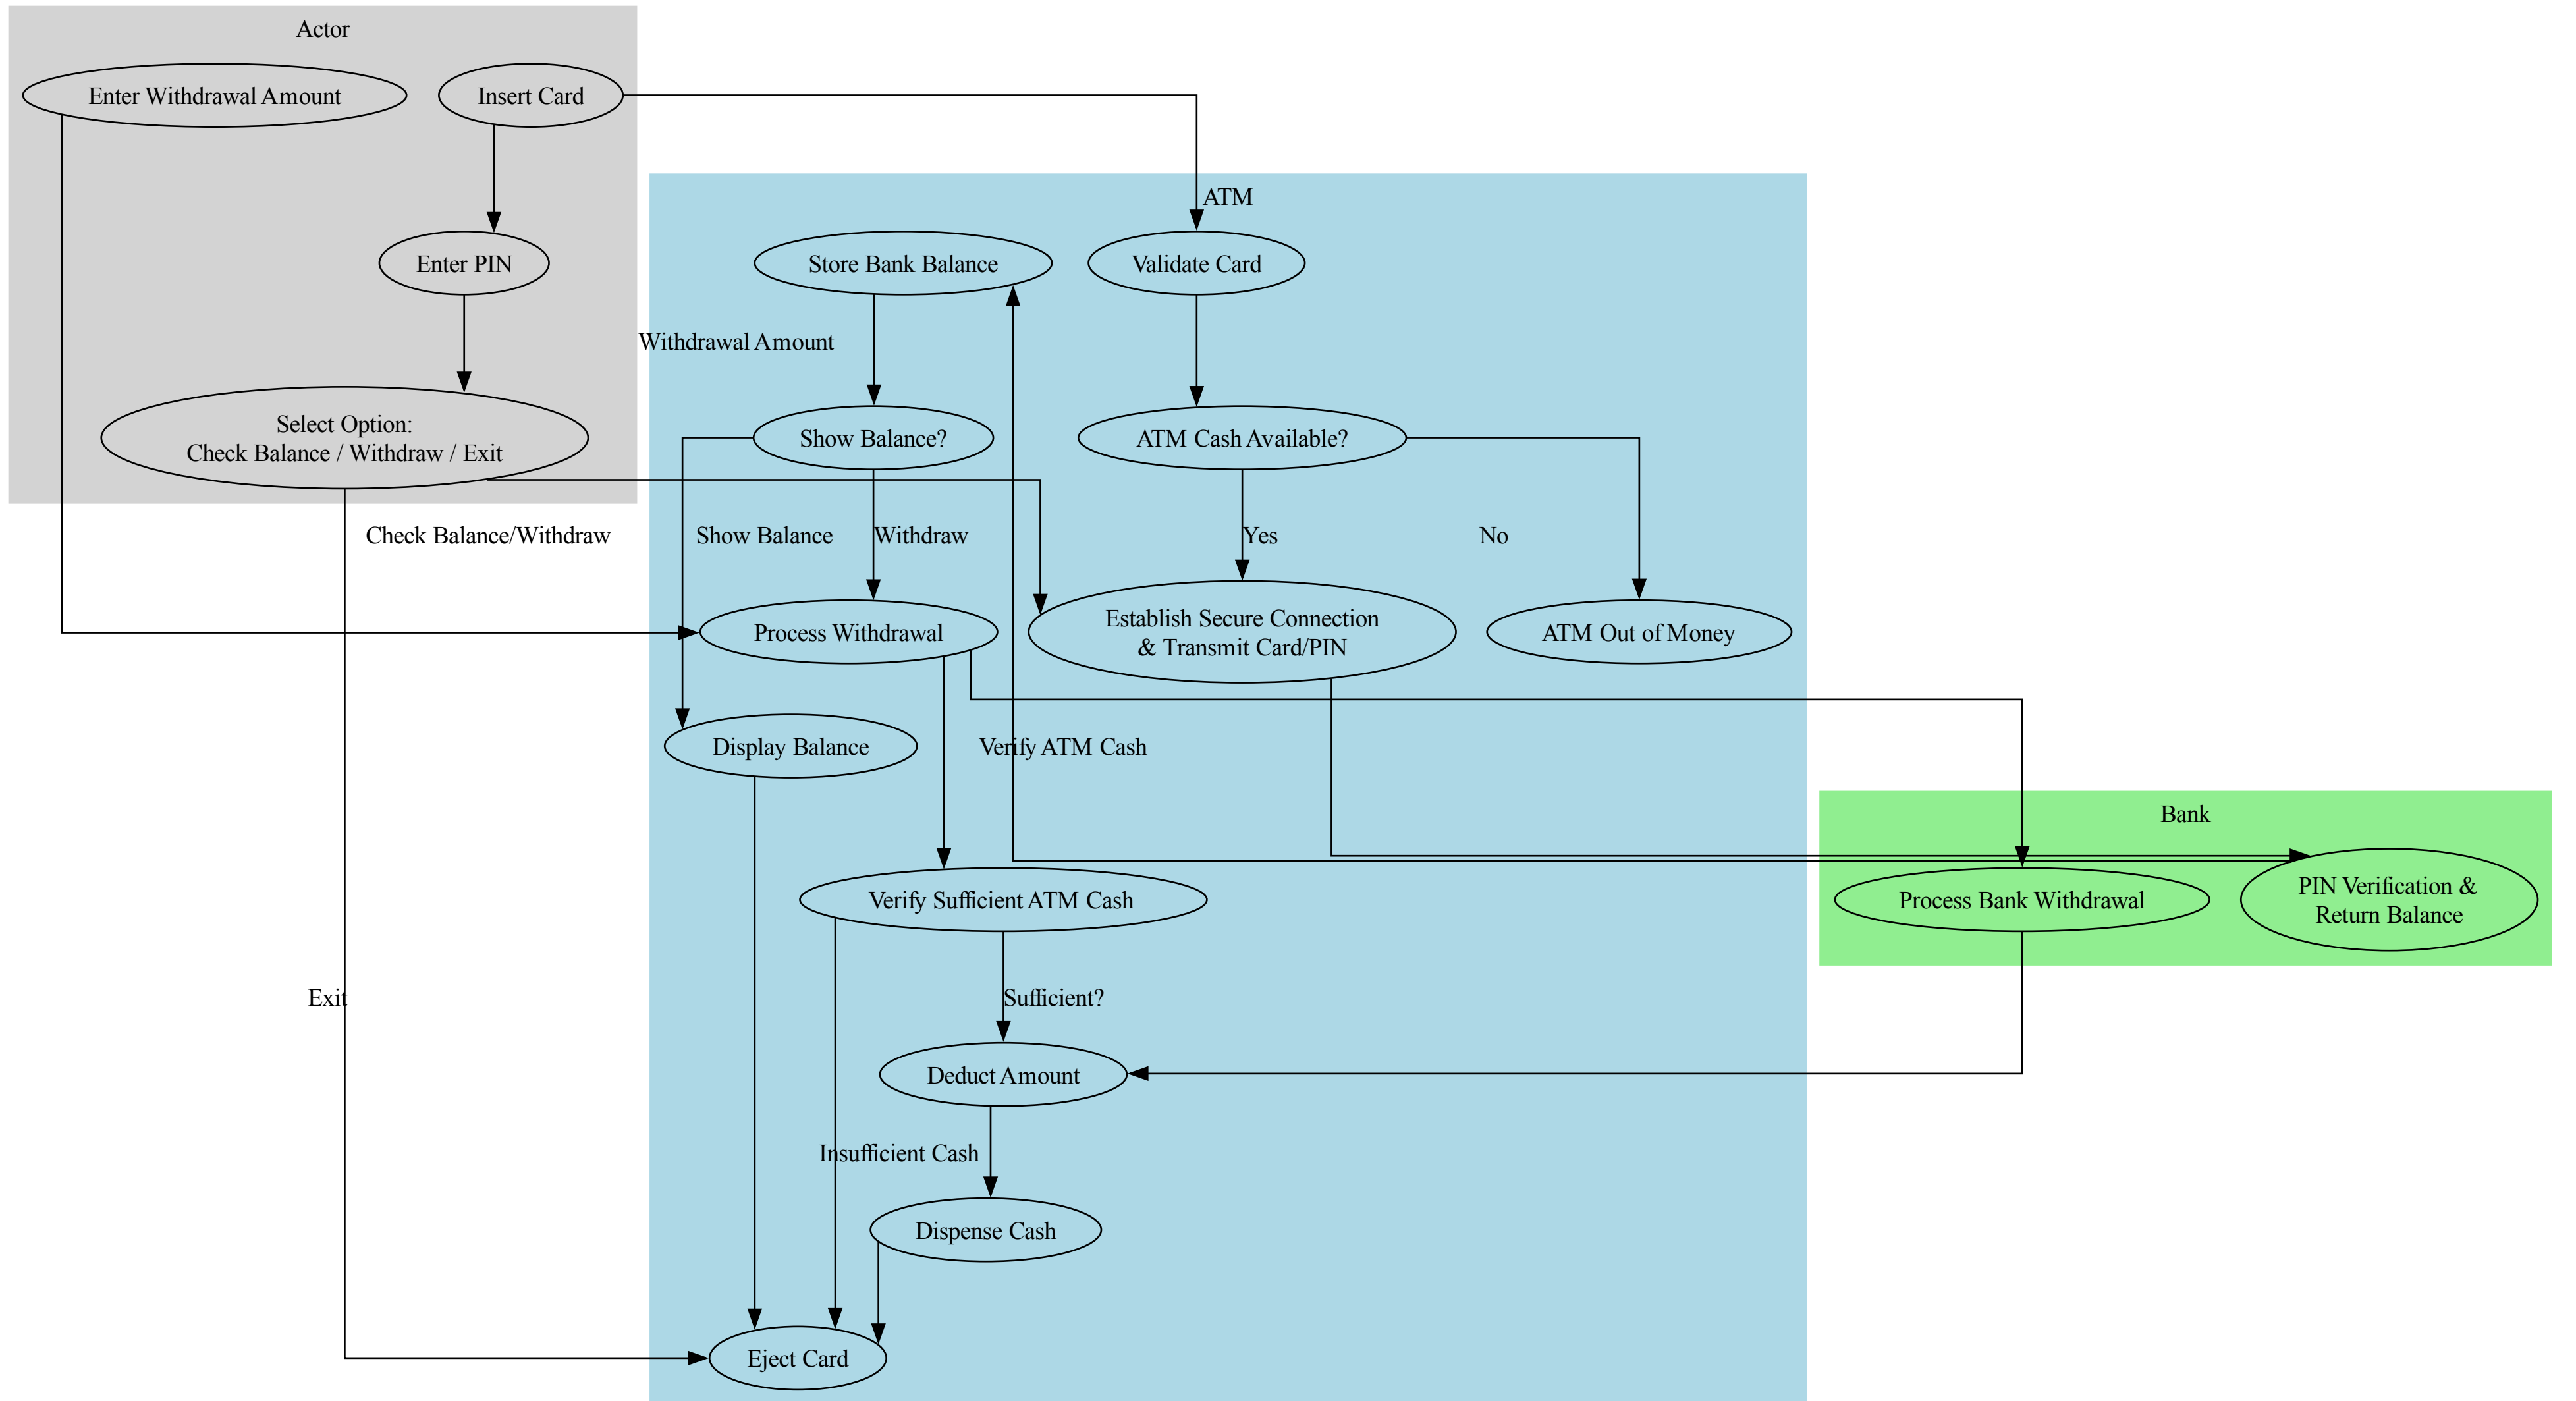 Actor
Enter Withdrawal Amount
Insert Card
ATM
Enter PIN
Store Bank Balance
Validate Card
Withdrawal Amount
Select Option:
Check Balance / Withdraw / Exit
Show Balance?
ATM Cash Available?
Check Balance/Withdraw
Show Balance
Withdraw
Yes
No
Process Withdrawal
Establish Secure Connection
& Transmit Card/PIN
ATM Out of Money
Display Balance
Verify ATM Cash
Bank
Verify Sufficient ATM Cash
Process Bank Withdrawal
PIN Verification &
Return Balance
Exit
Sufficient?
Deduct Amount
Insufficient Cash
Dispense Cash
Eject Card